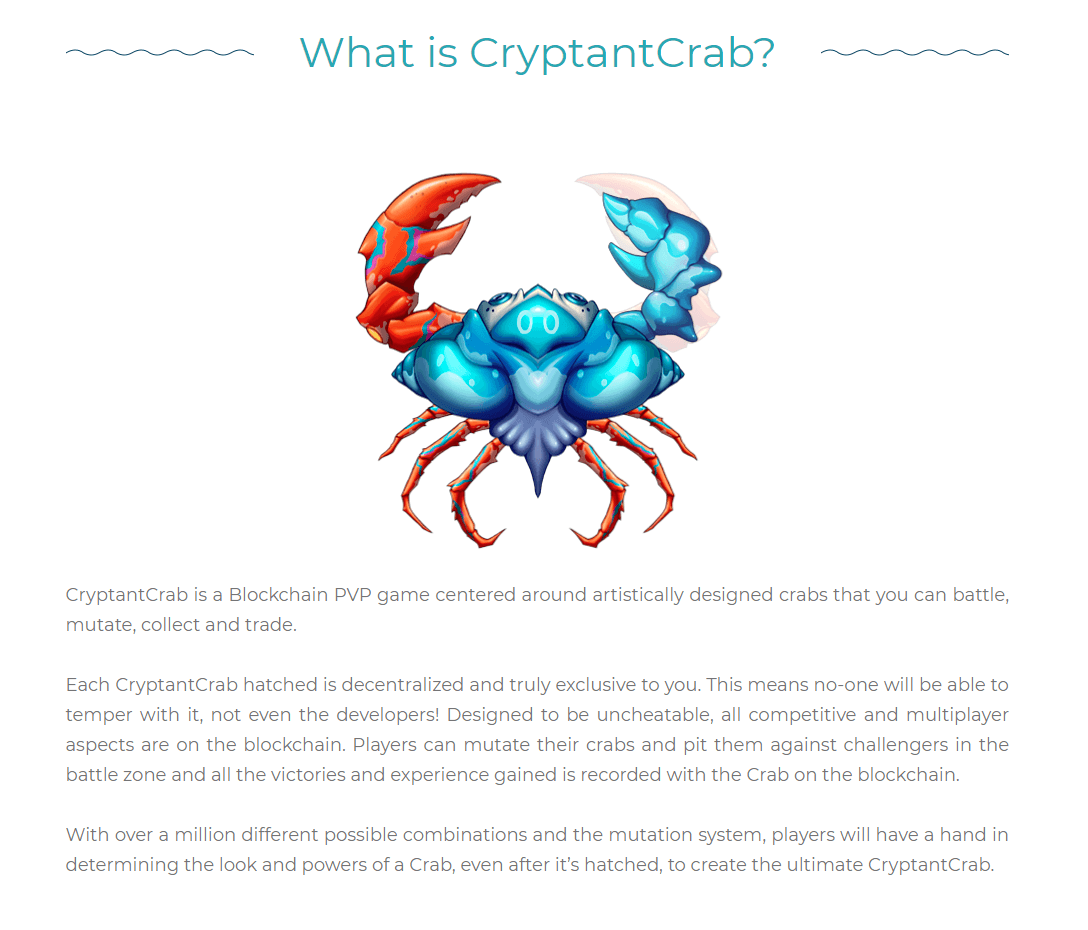 What is CryptantCrab?
CryptantCrab is a Blockchain PVP game centered around artistically designed crabs that you can battle,
mutate, collect and trade.
Each CryptantCrab hatched is decentralized and truly exclusive to you. This means no-one will be able to
temper with it, not even the developers! Designed to be uncheatable, all competitive and multiplayer
aspects are on the blockchain. Players can mutate their crabs and pit them against challengers in the
battle zone and all the victories and experience gained is recorded with the Crab on the blockchain.
With over a million different possible combinations and the mutation system, players will have a hand in
determining the look and powers of a Crab, even after it’s hatched, to create the ultimate CryptantCrab.